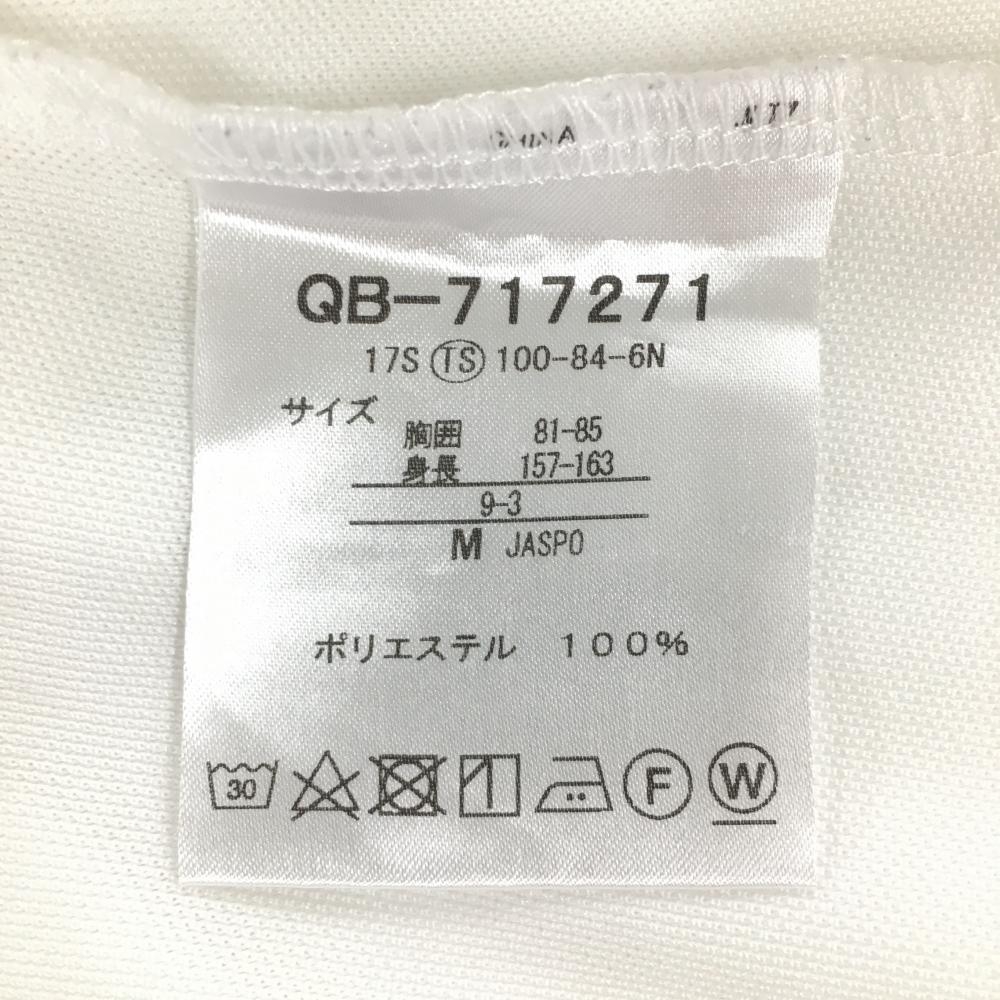 QB-717271
17S TS 100-84-6N
サイズ
胸囲 81-85
身長 157-163
9-3
M JASPO
ポリエステル 100%
30 F W